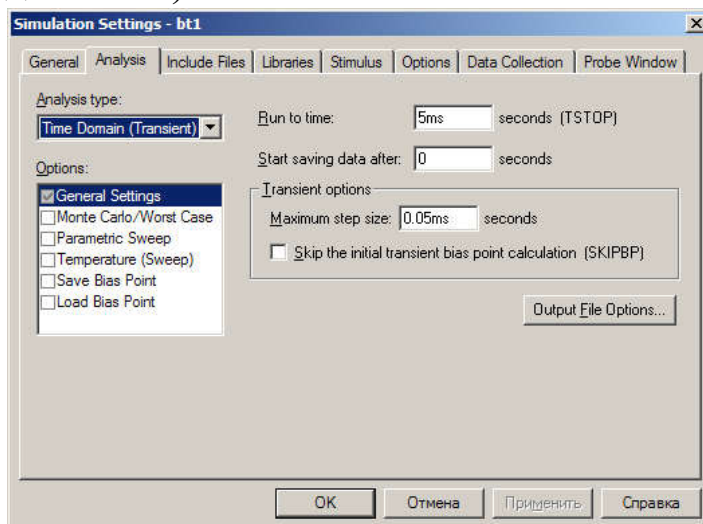 Simulation Settings - bt1
General Analysis Include Files Libraries Stimulus Options Data Collection Probe Window
Analysis type:
Time Domain (Transient)
Options:
General Settings
Monte Carlo/Worst Case
Parametric Sweep
Temperature (Sweep)
Save Bias Point
Load Bias Point
Run to time: 5ms seconds (TSTOP)
Start saving data after: 0 seconds
Transient options
Maximum step size: 0.05ms seconds
Skip the initial transient bias point calculation (SKIPBP)
Output File Options...
OK Отмена Применить Справка